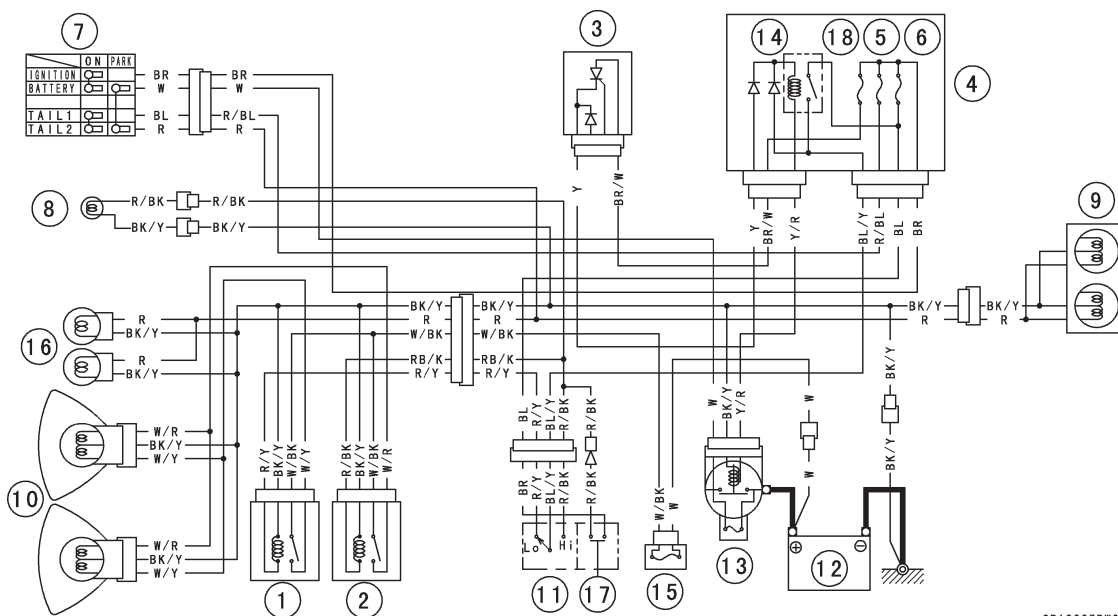 7
ON PARK
IGNITION
BATTERY
TAIL1
TAIL2
BR
W
BL
R
BR
W
R/BL
R
3
Y
BR/W
14
18
5
6
4
Y
BR/W
Y/R
BL/Y
R/BL
BL
BR
8
R/BK
R/BK
BK/Y
BK/Y
9
BK/Y
BK/Y
R
R
BK/Y
BK/Y
R
R
W/BK
W/BK
RB/K
RB/K
R/Y
R/Y
16
R
BK/Y
R
BK/Y
10
W/R
BK/Y
W/Y
W/R
BK/Y
W/Y
R/Y
BK/Y
W/BK
W/Y
1
R/BK
BK/Y
W/BK
W/R
2
BL
R/Y
BL/Y
R/BK
R/BK
BR
R/Y
BL/Y
R/BK
R/BK
Lo
Hi
11
17
W/BK
W
15
W
BK/Y
Y/R
13
W
W
+
−
12
BK/Y
BK/Y